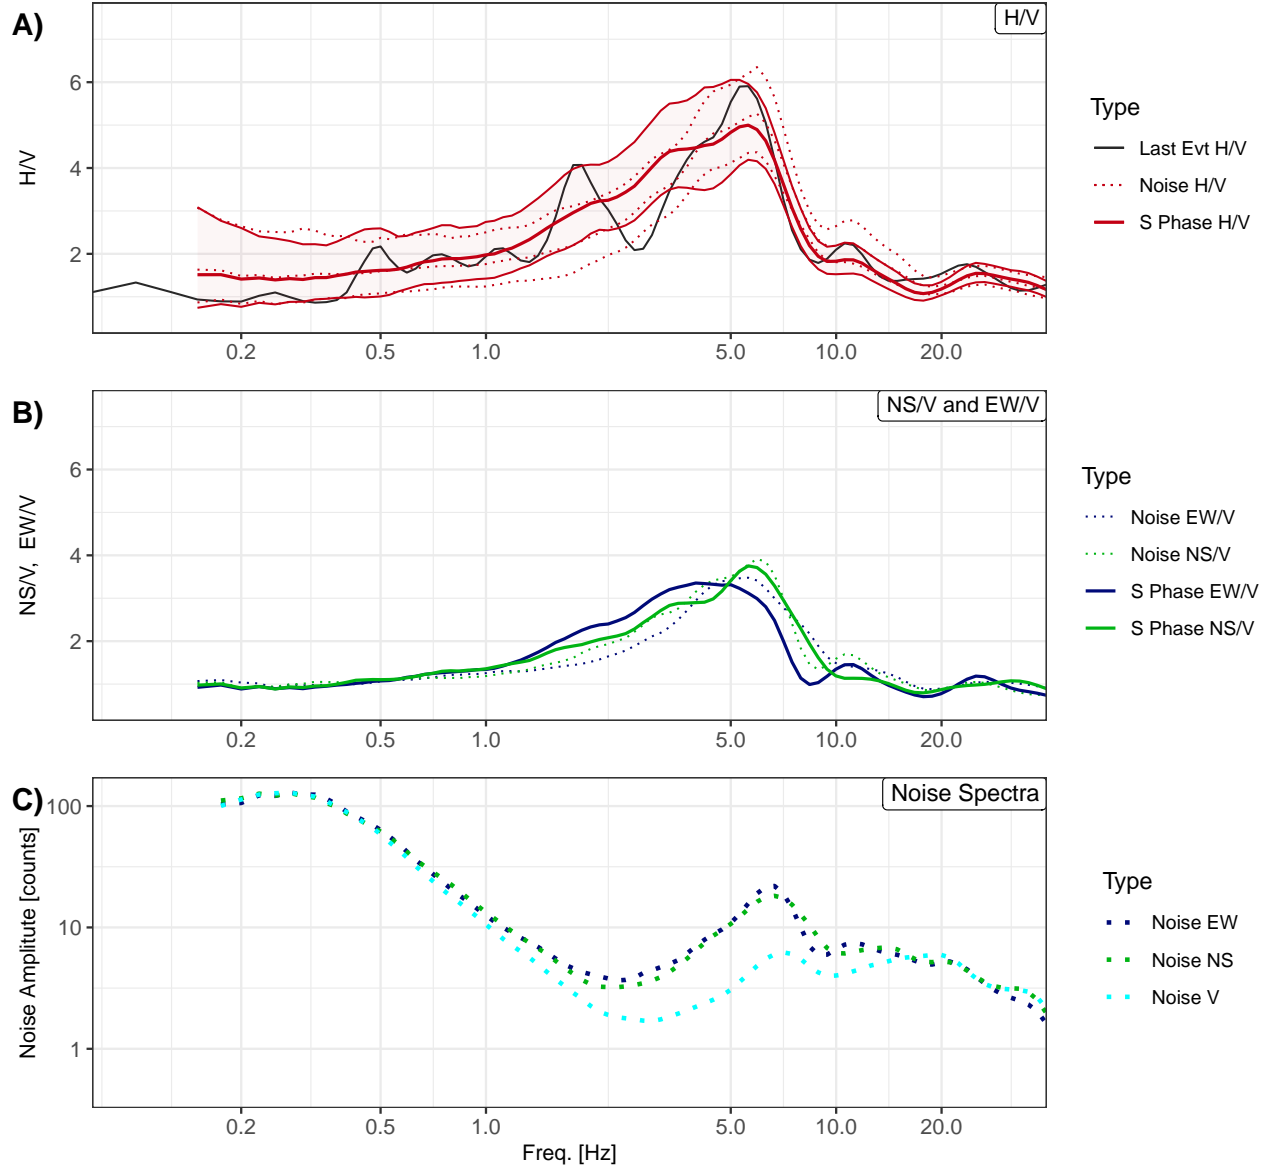 A)
H/V
6
4
2
H/V
0.2
0.5
1.0
5.0
10.0
20.0
Type
Last Evt H/V
Noise H/V
S Phase H/V
B)
NS/V and EW/V
6
4
2
NS/V,  EW/V
0.2
0.5
1.0
5.0
10.0
20.0
Type
Noise EW/V
Noise NS/V
S Phase EW/V
S Phase NS/V
C)
Noise Spectra
100
10
1
Noise Amplitute [counts]
0.2
0.5
1.0
5.0
10.0
20.0
Freq. [Hz]
Type
Noise EW
Noise NS
Noise V